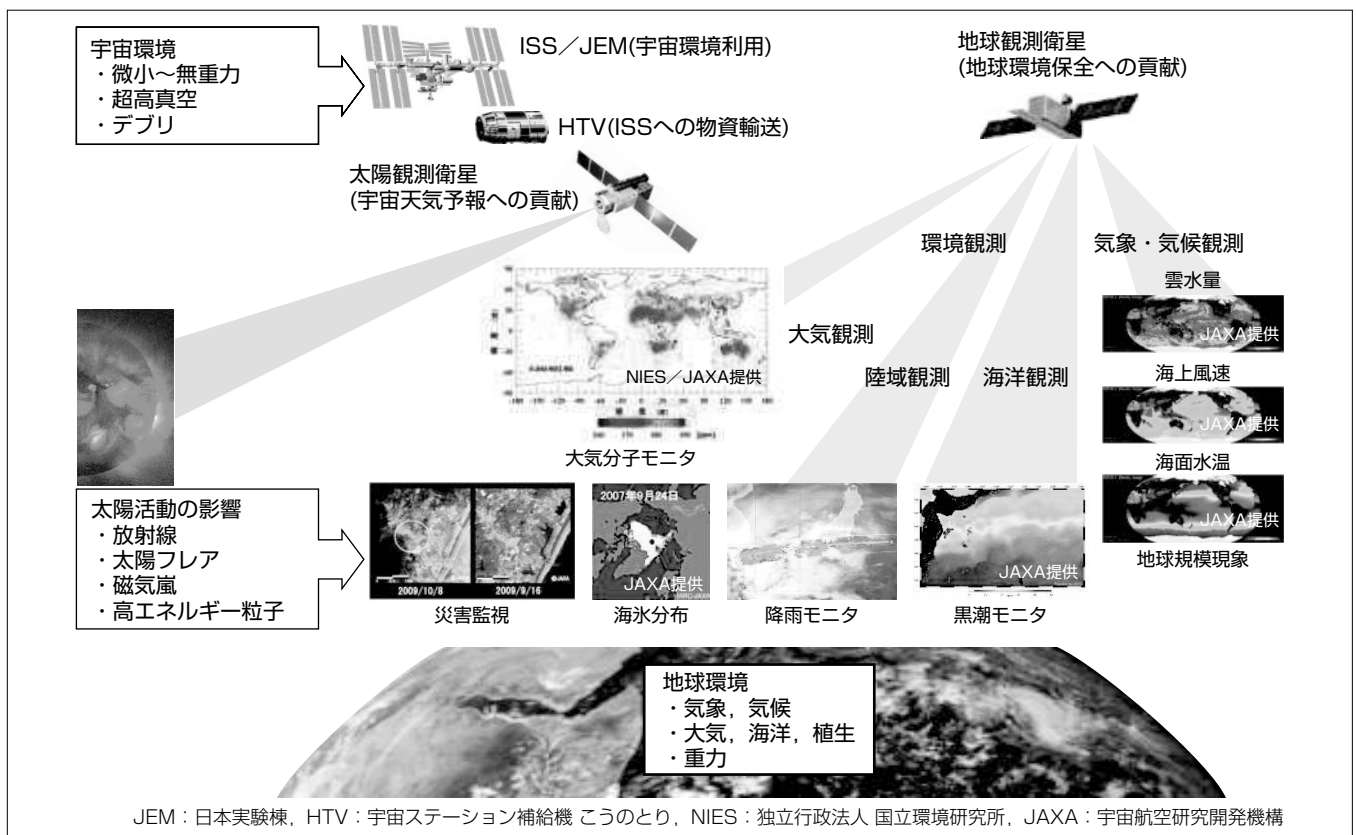 宇宙環境
・微小～無重力
・超高真空
・デブリ
ISS／JEM(宇宙環境利用)
HTV(ISSへの物資輸送)
太陽観測衛星
(宇宙天気予報への貢献)
地球観測衛星
(地球環境保全への貢献)
環境観測
気象・気候観測
大気観測
陸域観測
海洋観測
NIES／JAXA提供
大気分子モニタ
雲水量
JAXA提供
海上風速
JAXA提供
海面水温
JAXA提供
地球規模現象
太陽活動の影響
・放射線
・太陽フレア
・磁気嵐
・高エネルギー粒子
2009/10/8
2009/9/16
©JAXA
災害監視
2007年9月24日
JAXA提供
海氷分布
降雨モニタ
JAXA提供
黒潮モニタ
地球環境
・気象，気候
・大気，海洋，植生
・重力
JEM：日本実験棟，HTV：宇宙ステーション補給機 こうのとり，NIES：独立行政法人 国立環境研究所，JAXA：宇宙航空研究開発機構